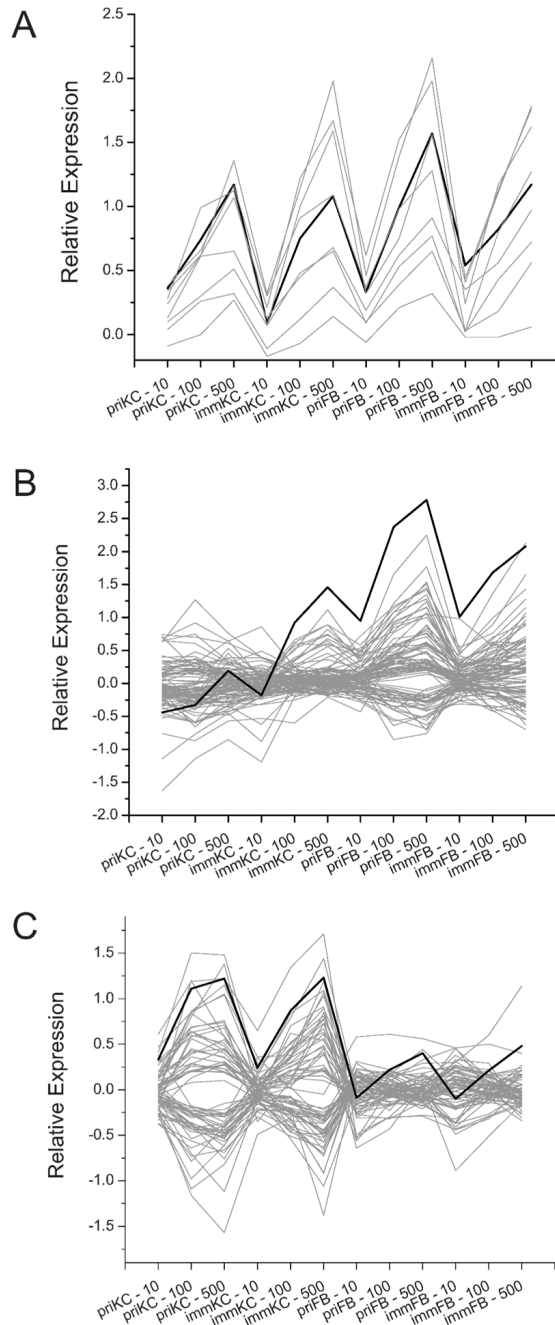 A
Relative Expression
2.5
2.0
1.5
1.0
0.5
0.0
priKC - 10
priKC - 100
priKC - 500
immKC - 10
immKC - 100
immKC - 500
priFB - 10
priFB - 100
priFB - 500
immFB - 10
immFB - 100
immFB - 500
B
Relative Expression
3.0
2.5
2.0
1.5
1.0
0.5
0.0
-0.5
-1.0
-1.5
-2.0
priKC - 10
priKC - 100
priKC - 500
immKC - 10
immKC - 100
immKC - 500
priFB - 10
priFB - 100
priFB - 500
immFB - 10
immFB - 100
immFB - 500
C
Relative Expression
1.5
1.0
0.5
0.0
-0.5
-1.0
-1.5
priKC - 10
priKC - 100
priKC - 500
immKC - 10
immKC - 100
immKC - 500
priFB - 10
priFB - 100
priFB - 500
immFB - 10
immFB - 100
immFB - 500